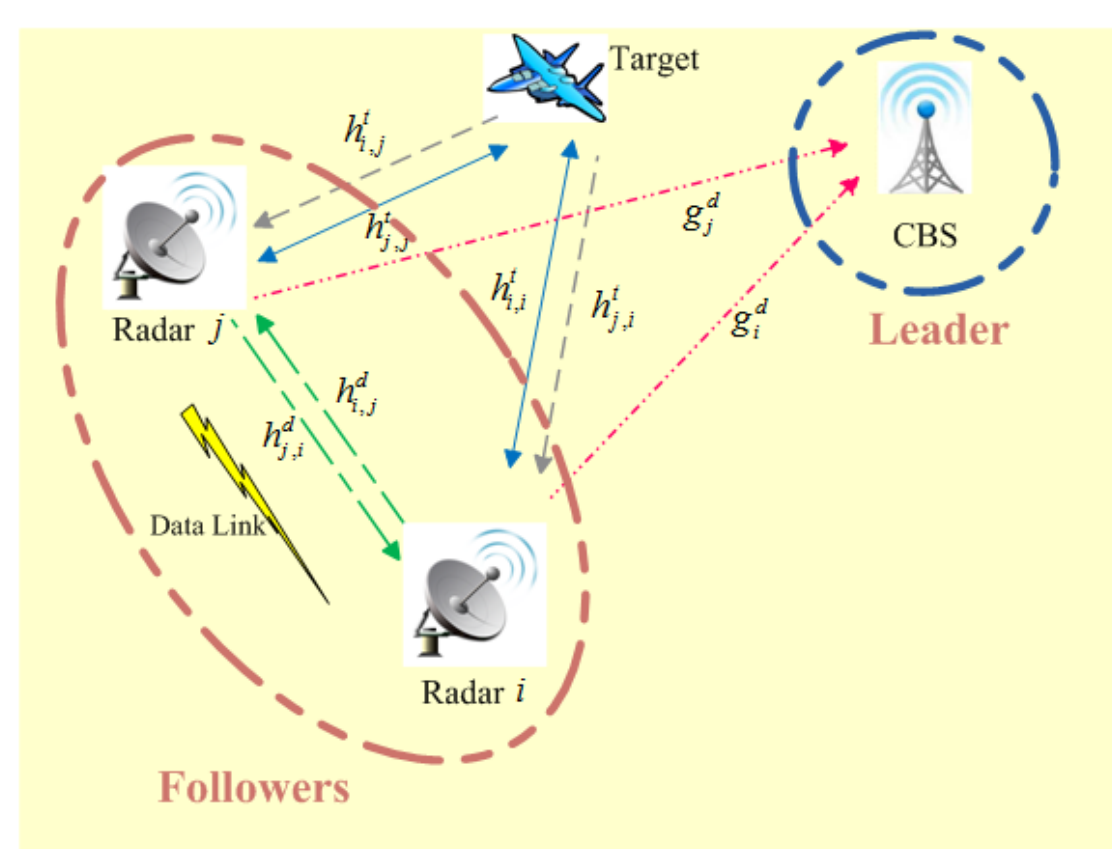 Target
h^t_{i,j}
h^t_{j,j}
g^d_j
CBS
h^t_{i,i}
h^t_{j,i}
g^d_i
Leader
Radar j
h^d_{i,j}
h^d_{j,i}
Data Link
Radar i
Followers